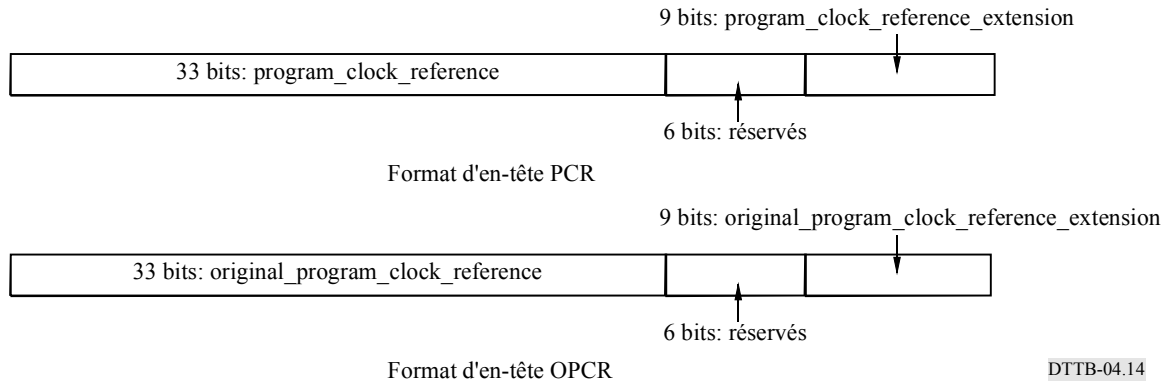 9 bits: program_clock_reference_extension
33 bits: program_clock_reference
6 bits: réservés
Format d'en-tête PCR
9 bits: original_program_clock_reference_extension
33 bits: original_program_clock_reference
6 bits: réservés
Format d'en-tête OPCR
DTTB-04.14